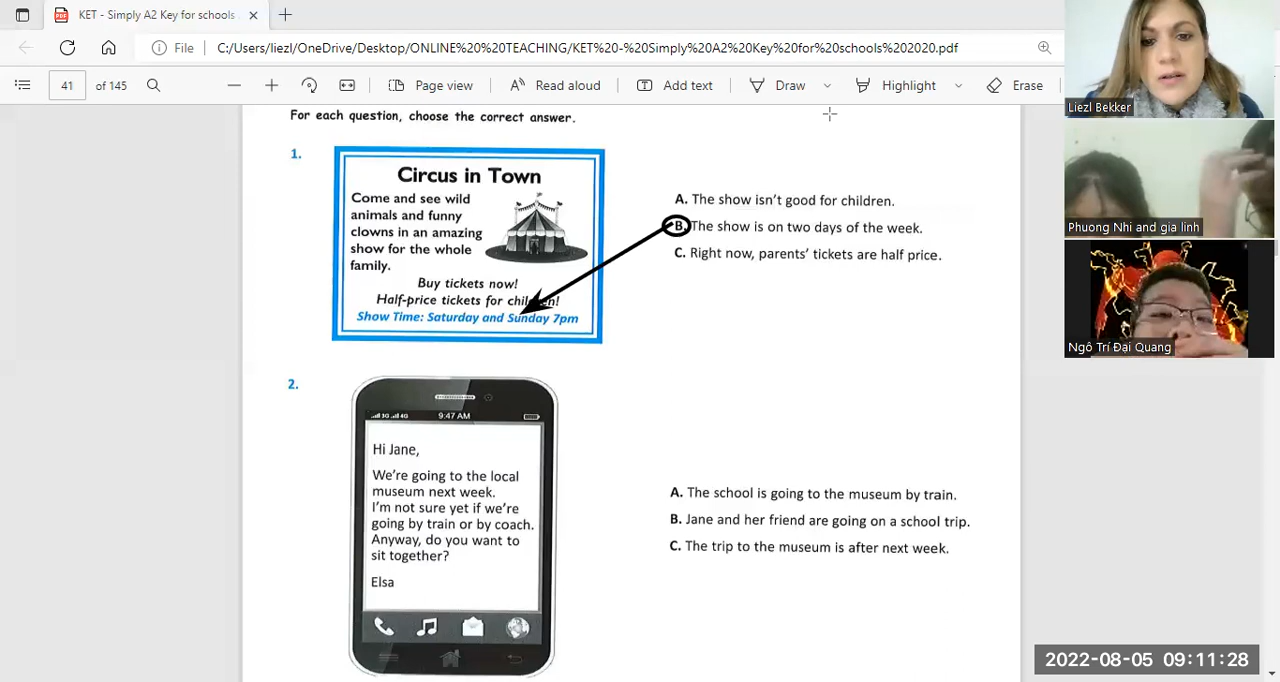 KET - Simply A2 Key for schools
File
C:/Users/liezl/OneDrive/Desktop/ONLINE%20%20TEACHING/KET%20-%20Simply%20A2%20Key%20for%20schools%202020.pdf
41
of 145
Page view
Read aloud
Add text
Draw
Highlight
Erase
For each question, choose the correct answer.
1.
Circus in Town
Come and see wild
animals and funny
clowns in an amazing
show for the whole
family.
Buy tickets now!
Half-price tickets for children!
Show Time: Saturday and Sunday 7pm
A. The show isn't good for children.
B. The show is on two days of the week.
C. Right now, parents' tickets are half price.
2.
3G 4G
9:47 AM
Hi Jane,
We're going to the local
museum next week.
I'm not sure yet if we're
going by train or by coach.
Anyway, do you want to
sit together?
Elsa
A. The school is going to the museum by train.
B. Jane and her friend are going on a school trip.
C. The trip to the museum is after next week.
Liezl Bekker
Phuong Nhi and gia linh
Ngô Trí Đại Quang
2022-08-05 09:11:28